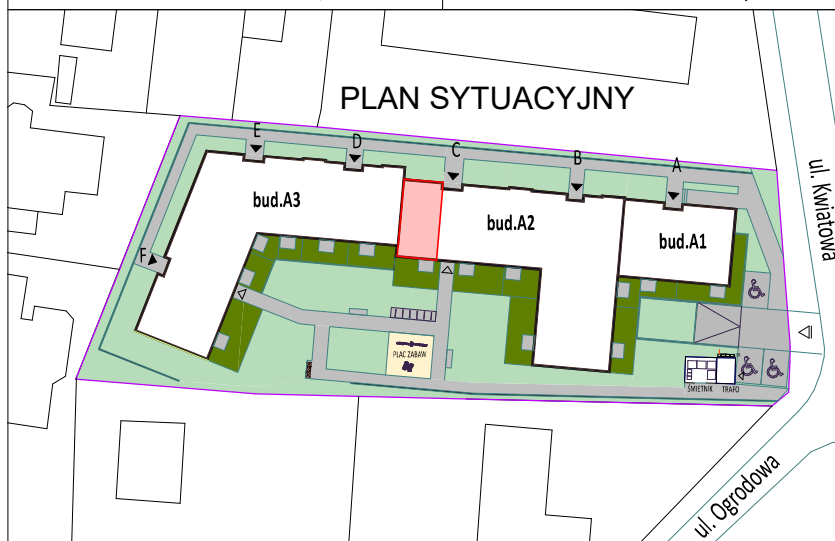 PLAN SYTUACYJNY
E
D
C
B
A
ul. Kwiatowa
bud.A3
bud.A2
bud.A1
F
PLAC ZABAW
ŚMIETNIK
TRAFO
ul. Ogrodowa